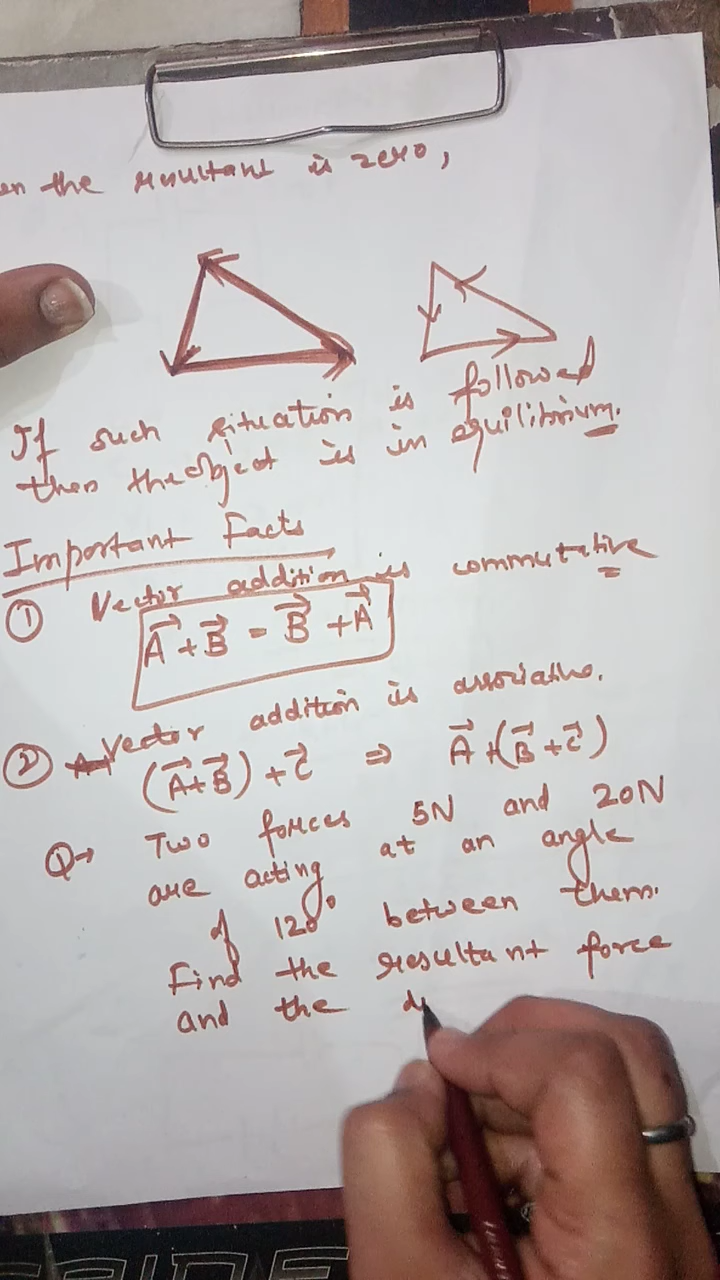 en the resultant is zero,
If such situation is followed
then the object is in equilibrium.
Important Facts
① Vector addition is commutative
A⃗ + B⃗ = B⃗ + A⃗
② Vector addition is associative.
(A⃗+B⃗) + C⃗ ⇒ A⃗ + (B⃗ + C⃗)
Q→ Two forces 5N and 20N
are acting at an angle
of 120° between them.
Find the resultant force
and the d